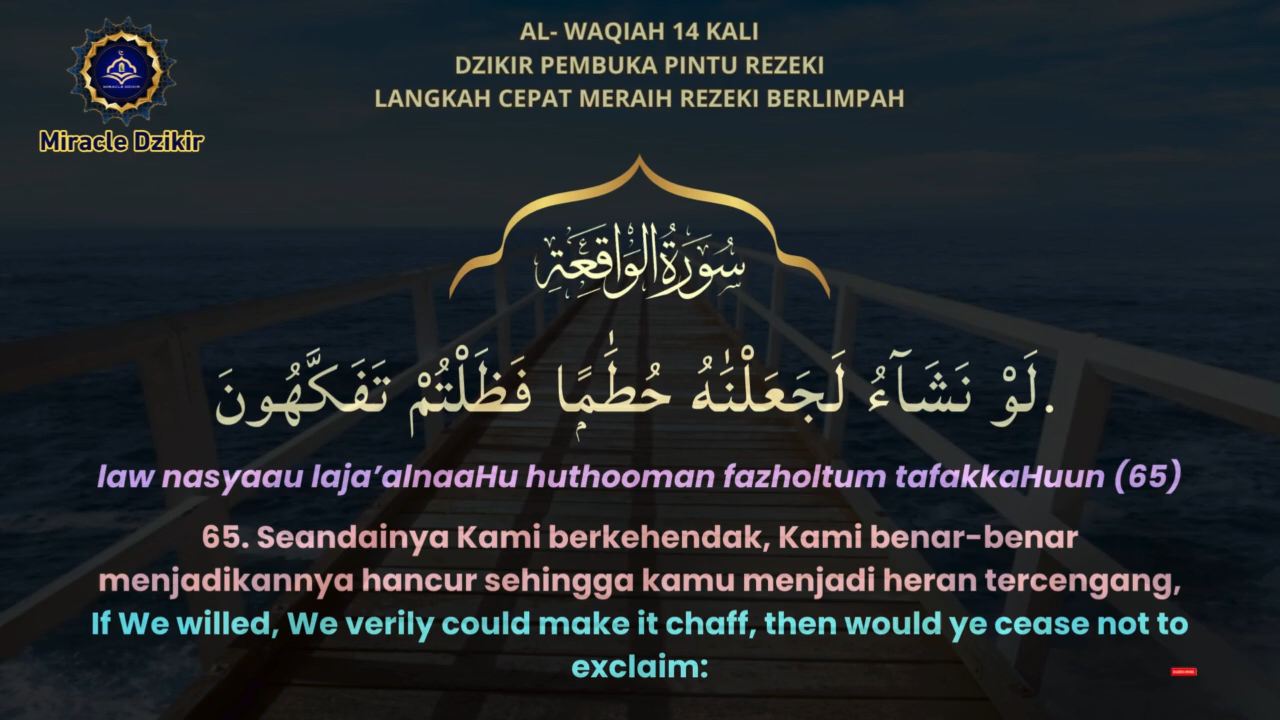 AL- WAQIAH 14 KALI
DZIKIR PEMBUKA PINTU REZEKI
LANGKAH CEPAT MERAIH REZEKI BERLIMPAH
Miracle Dzikir
سُورَةُ الْوَاقِعَةِ
لَوْ نَشَآءُ لَجَعَلْنٰهُ حُطَٰمًۭا فَظَلْتُمْ تَفَكَّهُونَ.
law nasyaau laja’alnaaHu huthooman fazholtum tafakkaHuun (65)
65. Seandainya Kami berkehendak, Kami benar-benar
menjadikannya hancur sehingga kamu menjadi heran tercengang,
If We willed, We verily could make it chaff, then would ye cease not to
exclaim: